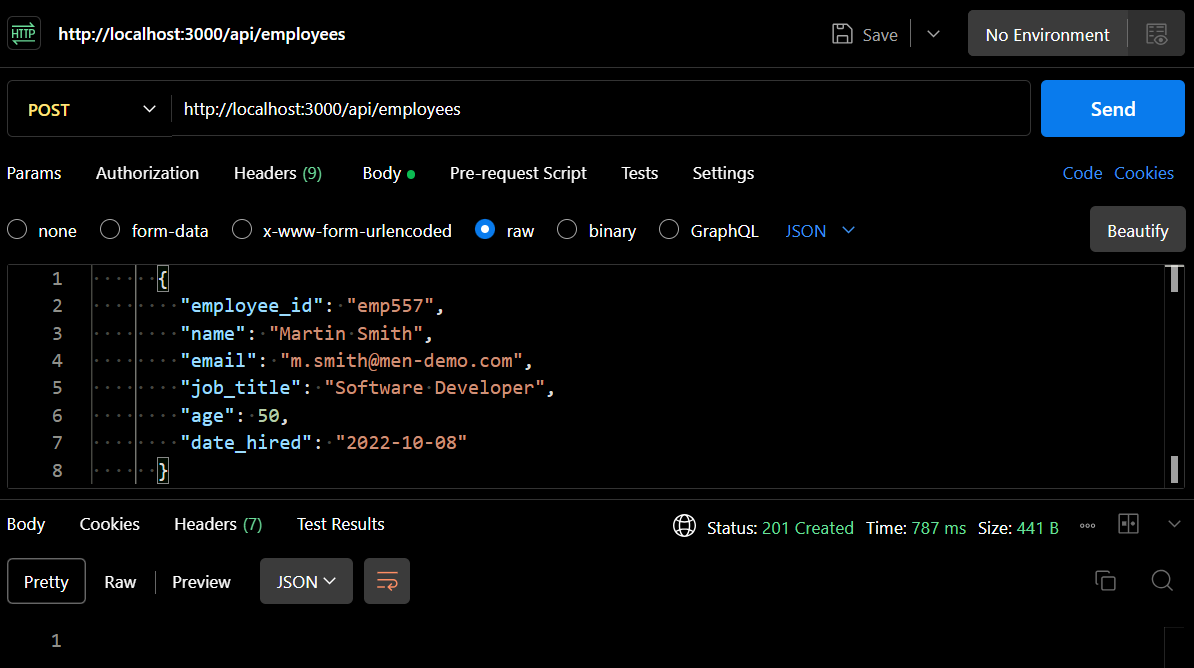 HTTP http://localhost:3000/api/employees Save No Environment
POST http://localhost:3000/api/employees Send
Params Authorization Headers (9) Body Pre-request Script Tests Settings Code Cookies
none form-data x-www-form-urlencoded raw binary GraphQL JSON Beautify
1 {
2 "employee_id": "emp557",
3 "name": "Martin Smith",
4 "email": "m.smith@men-demo.com",
5 "job_title": "Software Developer",
6 "age": 50,
7 "date_hired": "2022-10-08"
8 }
Body Cookies Headers (7) Test Results Status: 201 Created Time: 787 ms Size: 441 B
Pretty Raw Preview JSON
1